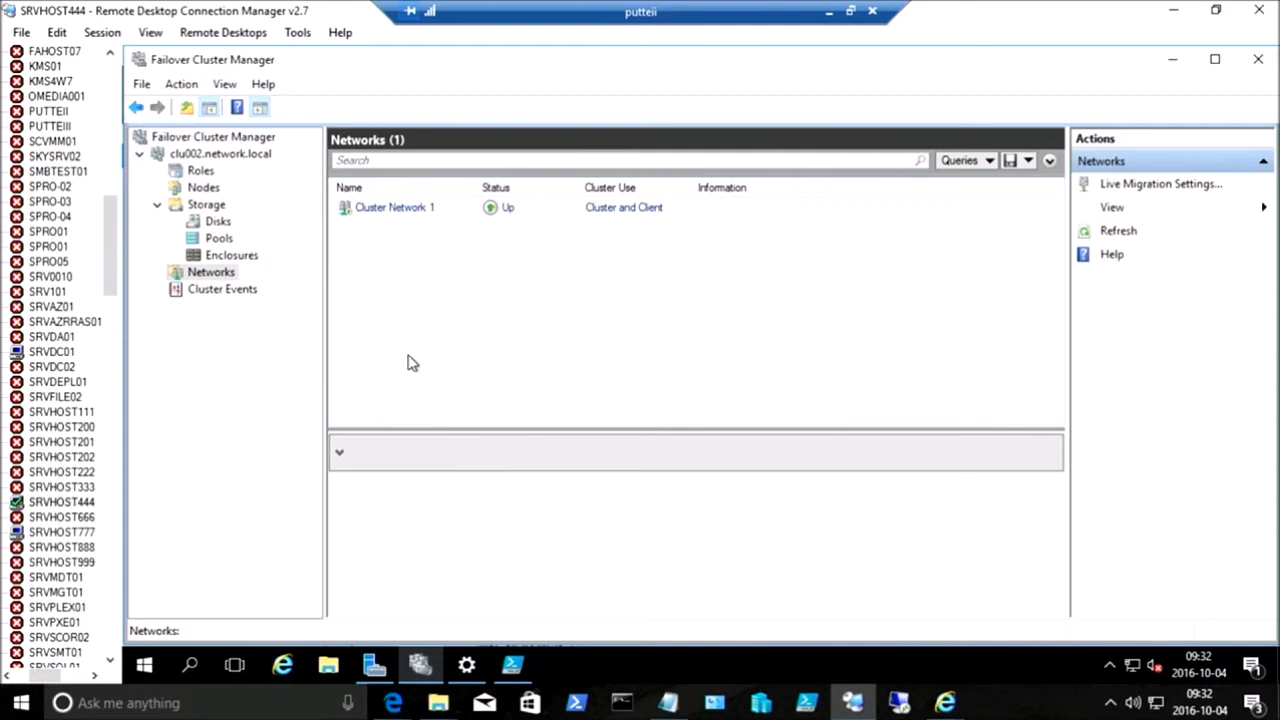 SRVHOST444 - Remote Desktop Connection Manager v2.7
putteii
File Edit Session View Remote Desktops Tools Help
FAHOST07
KMS01
KMS4W7
OMEDIA001
PUTTEII
PUTTEIII
SCVMM01
SKYSRV02
SMBTEST01
SPRO-02
SPRO-03
SPRO-04
SPRO01
SPRO01
SPRO05
SRV0010
SRV101
SRVAZ01
SRVAZRRAS01
SRVDA01
SRVDC01
SRVDC02
SRVDEPL01
SRVFILE02
SRVHOST111
SRVHOST200
SRVHOST201
SRVHOST202
SRVHOST222
SRVHOST333
SRVHOST444
SRVHOST666
SRVHOST777
SRVHOST888
SRVHOST999
SRVMDT01
SRVMGT01
SRVPLEX01
SRVPXE01
SRVSCOR02
SRVSMT01
SRVSQL01
Failover Cluster Manager
File Action View Help
Failover Cluster Manager
clu002.network.local
Roles
Nodes
Storage
Disks
Pools
Enclosures
Networks
Cluster Events
Networks (1)
Search
Queries
Name Status Cluster Use Information
Cluster Network 1 Up Cluster and Client
Actions
Networks
Live Migration Settings...
View
Refresh
Help
Networks:
09:32
2016-10-04
1
Ask me anything
09:32
2016-10-04
3